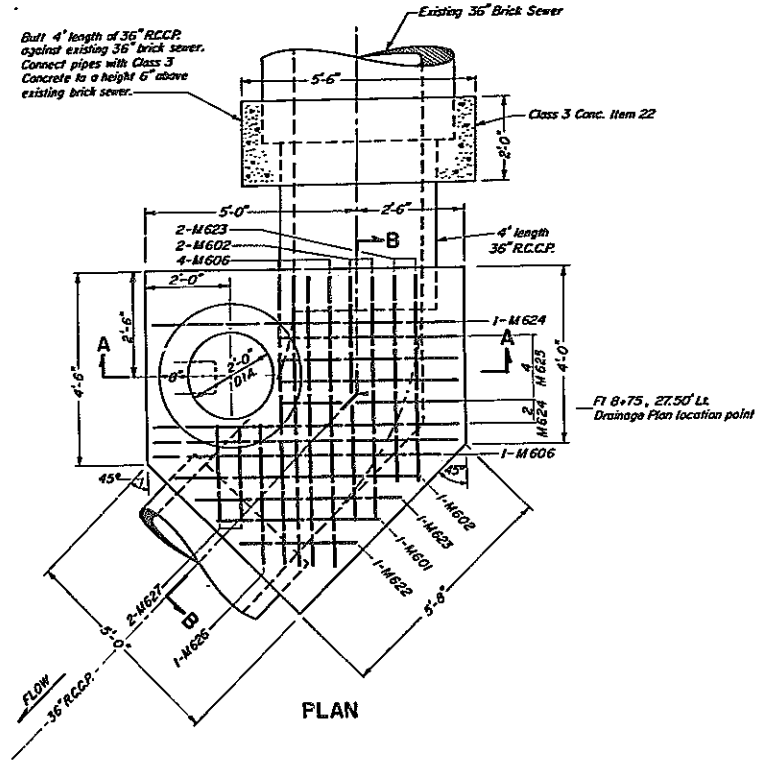 Existing 36" Brick Sewer
Butt 4' length of 36" R.C.C.P.
against existing 36" brick sewer.
Connect pipes with Class 3
Concrete to a height 6" above
existing brick sewer.
5'-6"
Class 3 Conc. Item 22
2'-0"
5'-0"
2'-6"
2-M623
2-M602
4-M606
B
4' length
36" R.C.C.P.
2'-0"
2'-6"
1-M624
A
A
4'-6"
8"
2'-0"
DIA.
4
M625
2
M624
4'-0"
F1 8+75, 27.50' Lt.
Drainage Plan location point
1-M606
45°
45°
1-M602
1-M623
1-M601
1-M622
5'-8"
2-M627
B
5'-0"
1-M626
FLOW
36" R.C.C.P.
PLAN